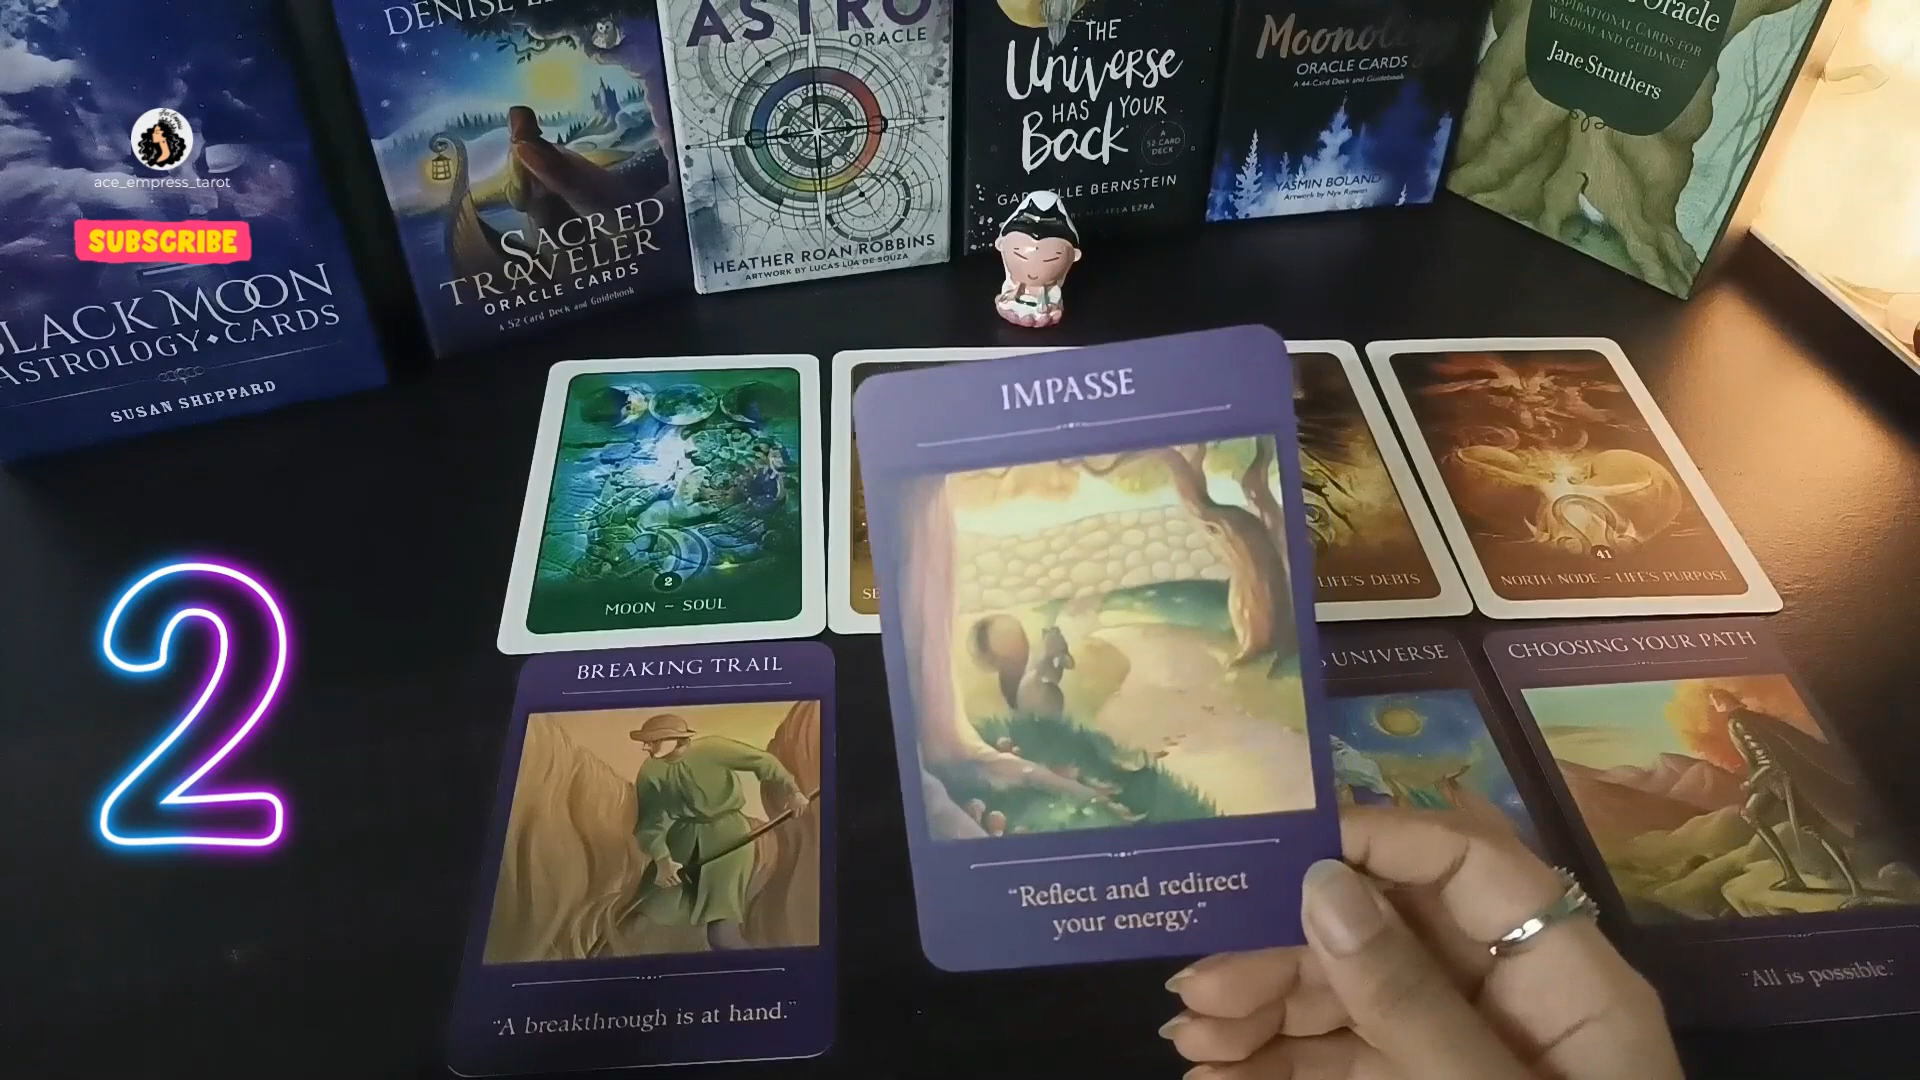 DENISE
ASTRO
ORACLE
HEATHER ROAN ROBBINS
ARTWORK BY LUCAS LUA DE SOUZA
THE
Universe
HAS YOUR
Back
A
52 CARD
DECK
BERNSTEIN
EZRA
Moonology
ORACLE CARDS
A 44-Card Deck and Guidebook
YASMIN BOLAND
Artwork by Nyx Rowan
Oracle
INSPIRATIONAL CARDS FOR
WISDOM AND GUIDANCE
Jane Struthers
ace_empress_tarot
SUBSCRIBE
LACK MOON
ASTROLOGY CARDS
SUSAN SHEPPARD
SACRED
TRAVELER
ORACLE CARDS
A 52 Card Deck and Guidebook
2
MOON ~ SOUL
SE
LIFE'S DEBTS
41
NORTH NODE ~ LIFE'S PURPOSE
IMPASSE
"Reflect and redirect
your energy."
2
BREAKING TRAIL
"A breakthrough is at hand."
UNIVERSE
CHOOSING YOUR PATH
"All is possible."